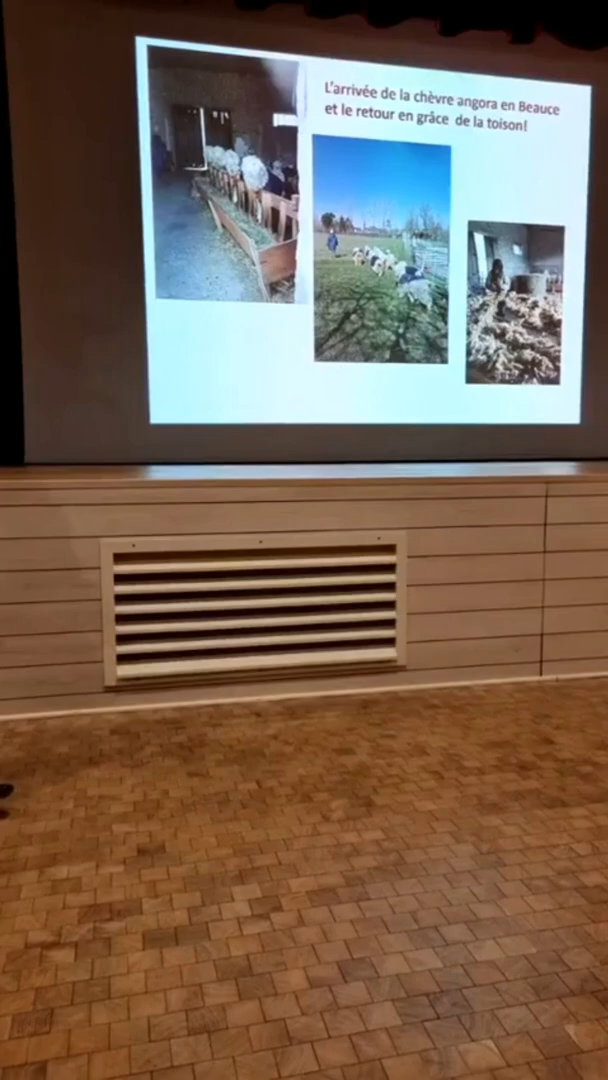 L'arrivée de la chèvre angora en Beauce
et le retour en grâce de la toison!